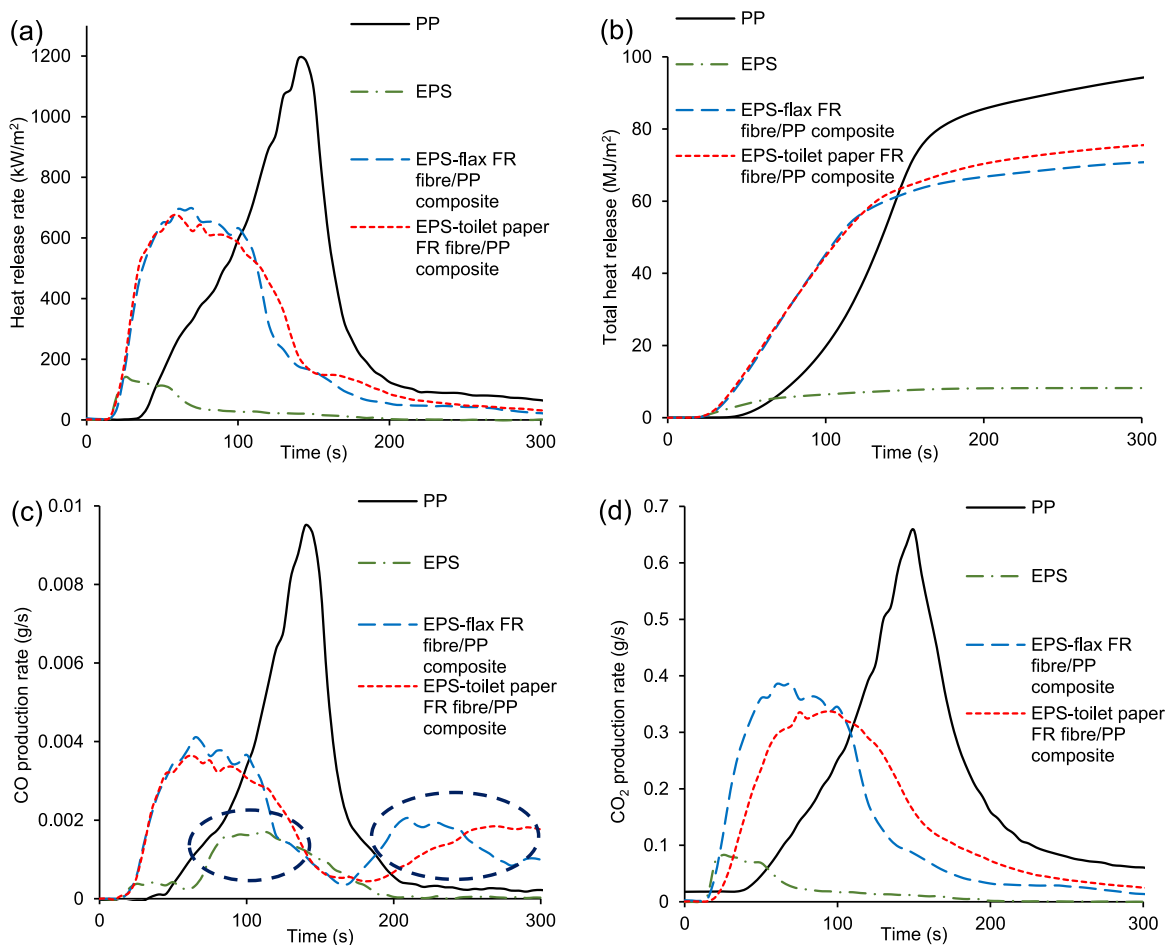 (a)
Heat release rate (kW/m²)
1200
1000
800
600
400
200
0
0
100
200
300
Time (s)
PP
EPS
EPS-flax FR
fibre/PP
composite
EPS-toilet paper
FR fibre/PP
composite
(b)
Total heat release (MJ/m²)
100
80
60
40
20
0
0
100
200
300
Time (s)
PP
EPS
EPS-flax FR
fibre/PP composite
EPS-toilet paper FR
fibre/PP composite
(c)
CO production rate (g/s)
0.01
0.008
0.006
0.004
0.002
0
0
100
200
300
Time (s)
PP
EPS
EPS-flax FR
fibre/PP
composite
EPS-toilet paper
FR fibre/PP
composite
(d)
CO₂ production rate (g/s)
0.7
0.6
0.5
0.4
0.3
0.2
0.1
0
0
100
200
300
Time (s)
PP
EPS
EPS-flax FR
fibre/PP
composite
EPS-toilet paper
FR fibre/PP
composite